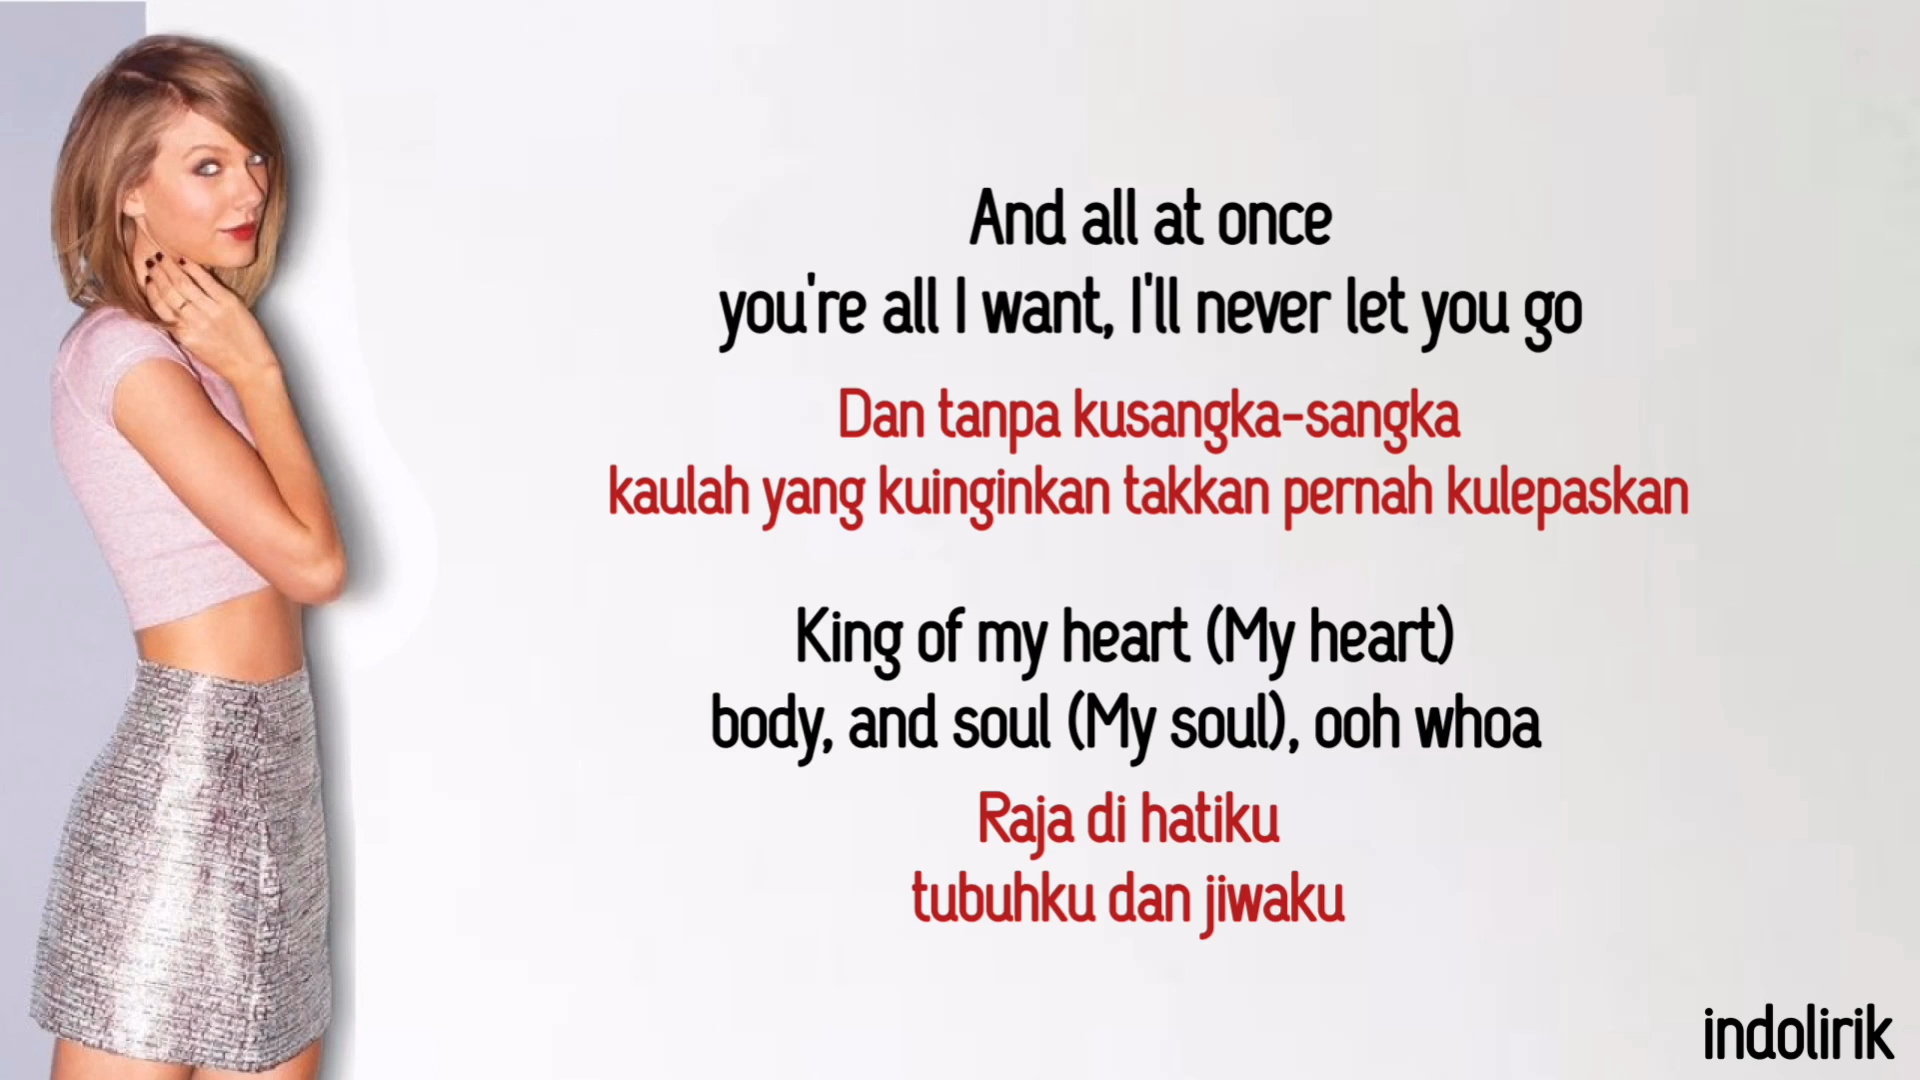 And all at once
you're all I want, I'll never let you go
Dan tanpa kusangka-sangka
kaulah yang kuinginkan takkan pernah kulepaskan
King of my heart (My heart)
body, and soul (My soul), ooh whoa
Raja di hatiku
tubuhku dan jiwaku
indolirik